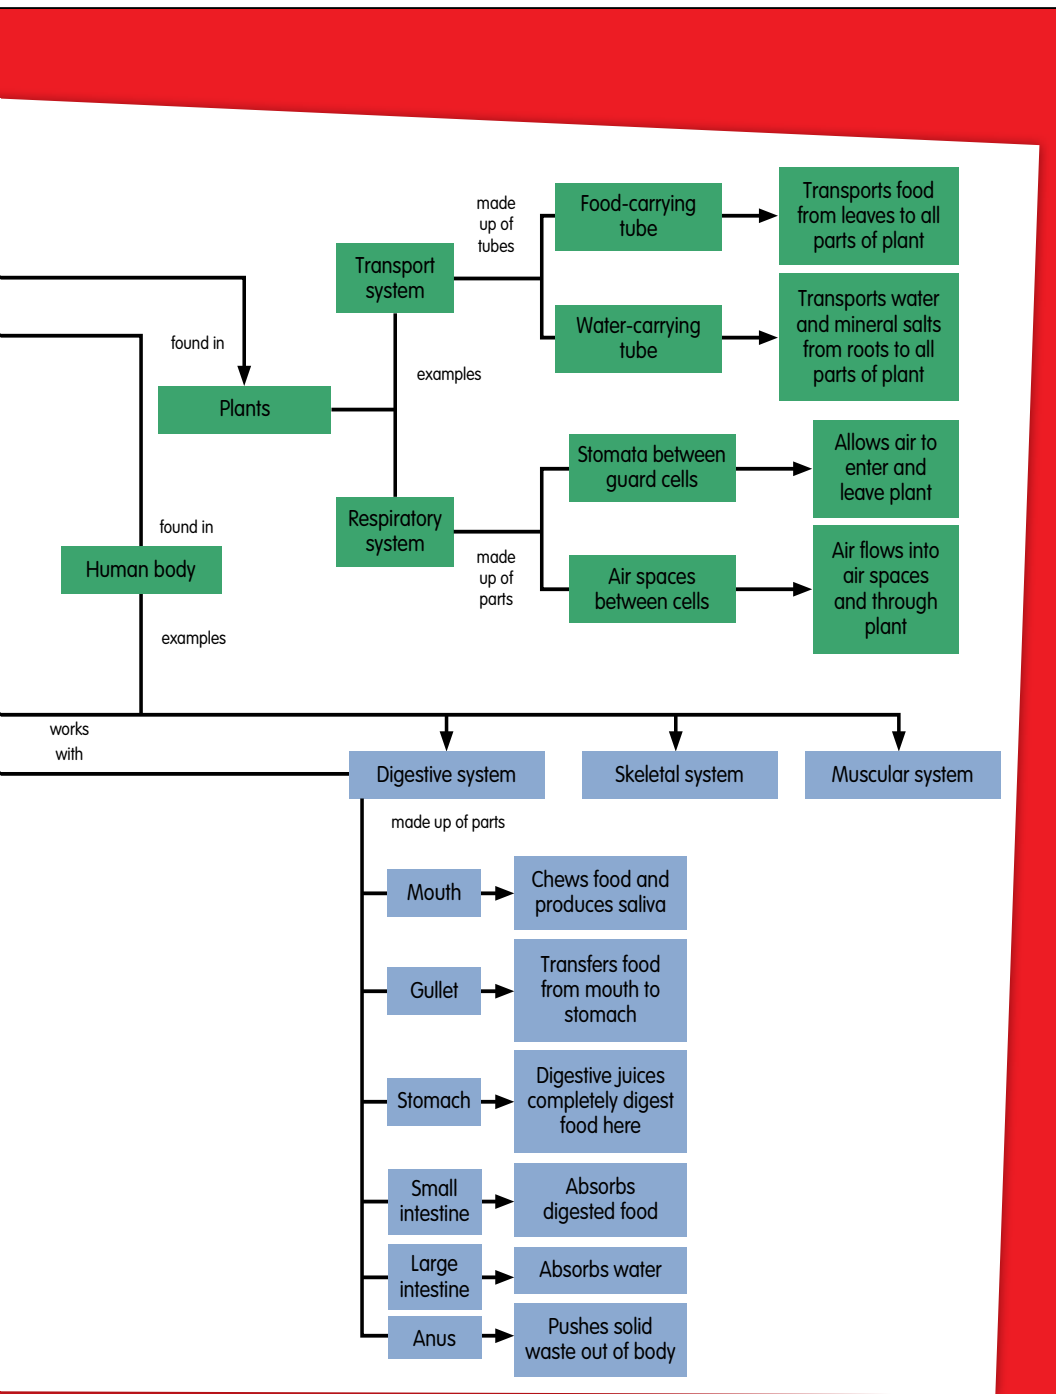 made
up of
tubes
Food-carrying
tube
Transports food
from leaves to all
parts of plant
Transport
system
Water-carrying
tube
Transports water
and mineral salts
from roots to all
parts of plant
found in
examples
Plants
Stomata between
guard cells
Allows air to
enter and
leave plant
Respiratory
system
found in
made
up of
parts
Air spaces
between cells
Air flows into
air spaces
and through
plant
Human body
examples
works
with
Digestive system
Skeletal system
Muscular system
made up of parts
Mouth
Chews food and
produces saliva
Gullet
Transfers food
from mouth to
stomach
Stomach
Digestive juices
completely digest
food here
Small
intestine
Absorbs
digested food
Large
intestine
Absorbs water
Anus
Pushes solid
waste out of body